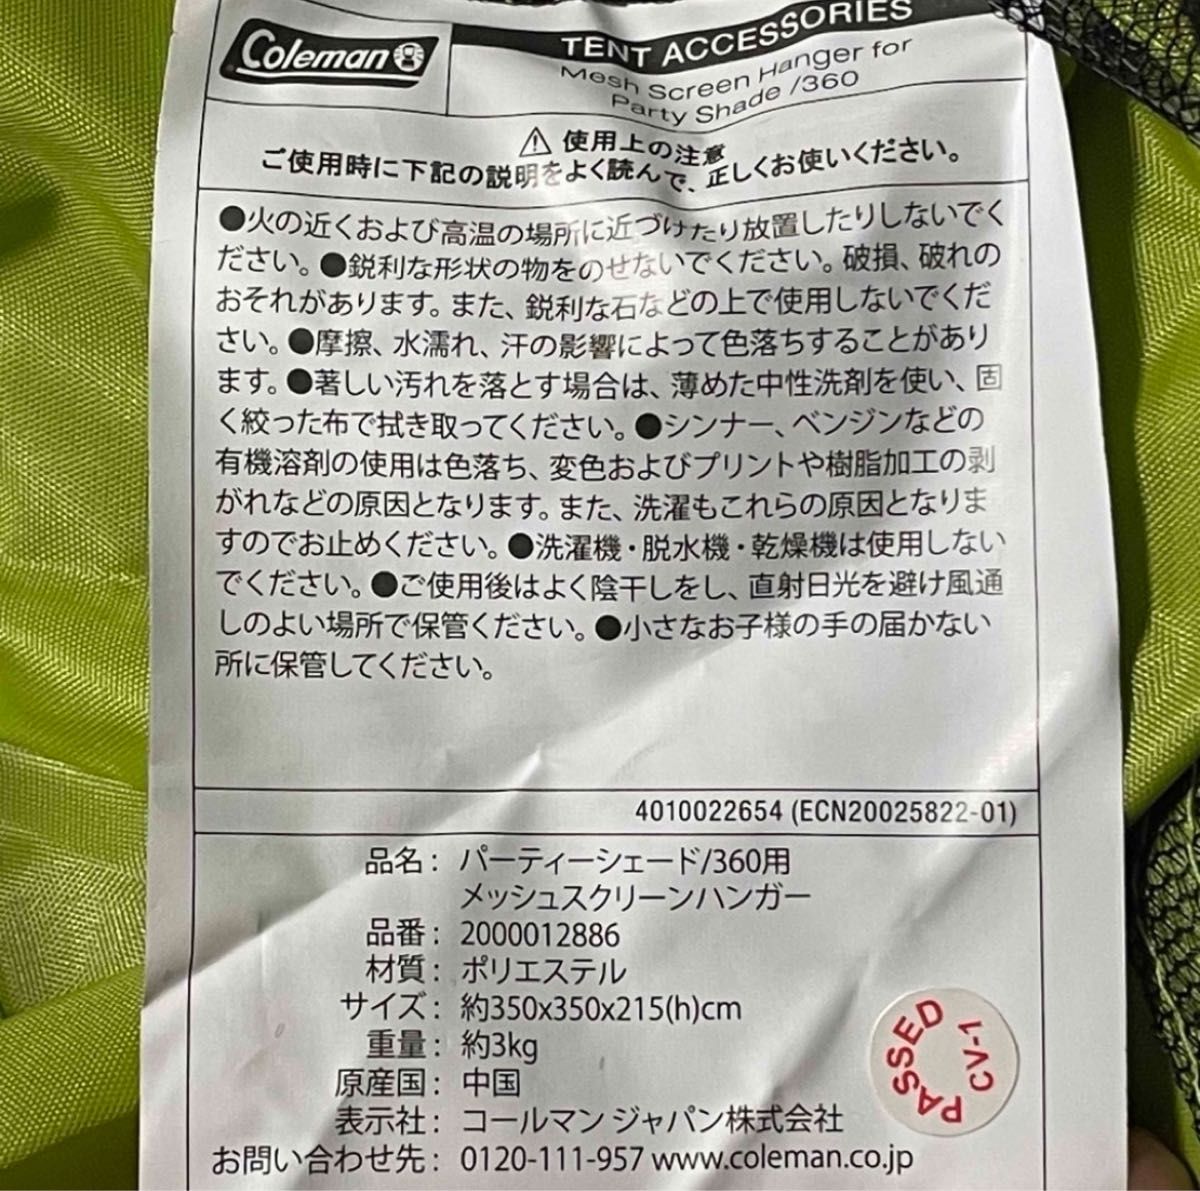 Coleman
TENT ACCESSORIES
Mesh Screen Hanger for
Party Shade /360
⚠ 使用上の注意
ご使用時に下記の説明をよく読んで、正しくお使いください。
●火の近くおよび高温の場所に近づけたり放置したりしないでく
ださい。●鋭利な形状の物をのせないでください。破損、破れの
おそれがあります。また、鋭利な石などの上で使用しないでくだ
さい。●摩擦、水濡れ、汗の影響によって色落ちすることがあり
ます。●著しい汚れを落とす場合は、薄めた中性洗剤を使い、固
く絞った布で拭き取ってください。●シンナー、ベンジンなどの
有機溶剤の使用は色落ち、変色およびプリントや樹脂加工の剥
がれなどの原因となります。また、洗濯もこれらの原因となりま
すのでお止めください。●洗濯機・脱水機・乾燥機は使用しない
でください。●ご使用後はよく陰干しをし、直射日光を避け風通
しのよい場所で保管ください。●小さなお子様の手の届かない
所に保管してください。
4010022654 (ECN20025822-01)
品名： パーティーシェード/360用
メッシュスクリーンハンガー
品番： 2000012886
材質： ポリエステル
サイズ： 約350x350x215(h)cm
重量： 約3kg
原産国： 中国
表示社： コールマン ジャパン株式会社
お問い合わせ先： 0120-111-957 www.coleman.co.jp
PASSED
CV-1